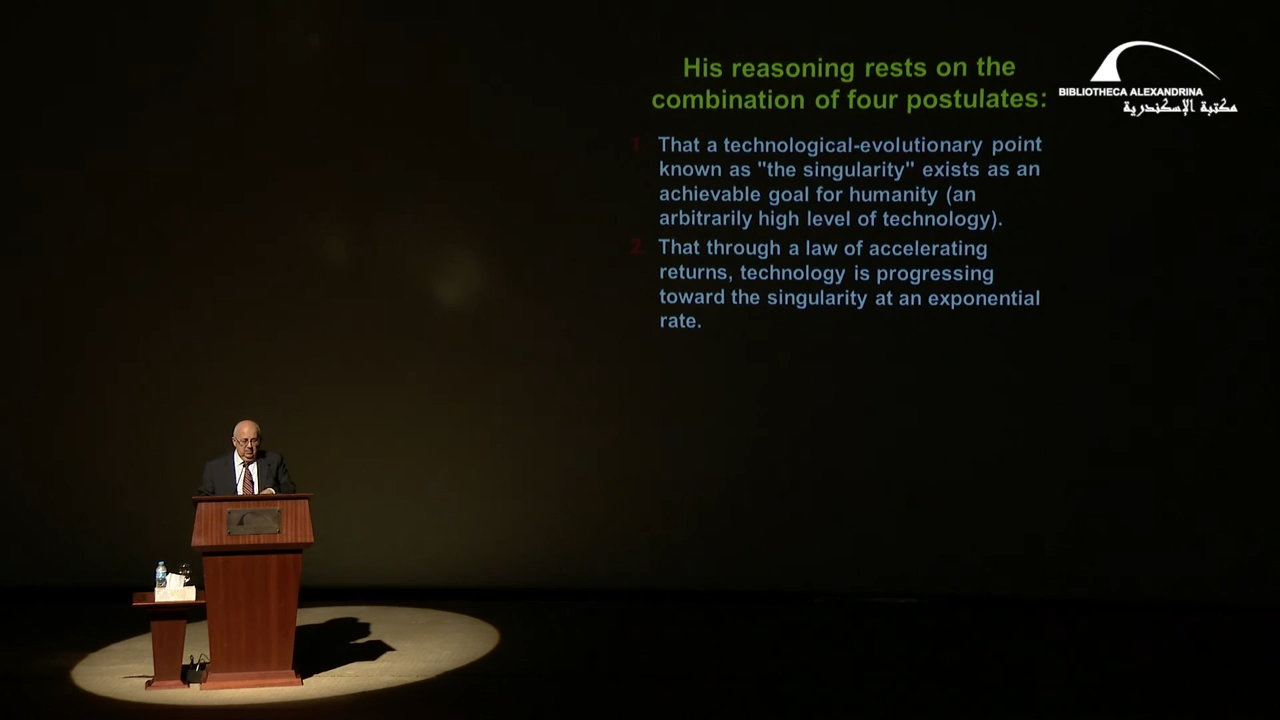 His reasoning rests on the
combination of four postulates:
1. That a technological-evolutionary point
known as "the singularity" exists as an
achievable goal for humanity (an
arbitrarily high level of technology).
2. That through a law of accelerating
returns, technology is progressing
toward the singularity at an exponential
rate.
BIBLIOTHECA ALEXANDRINA
مكتبة الإسكندرية